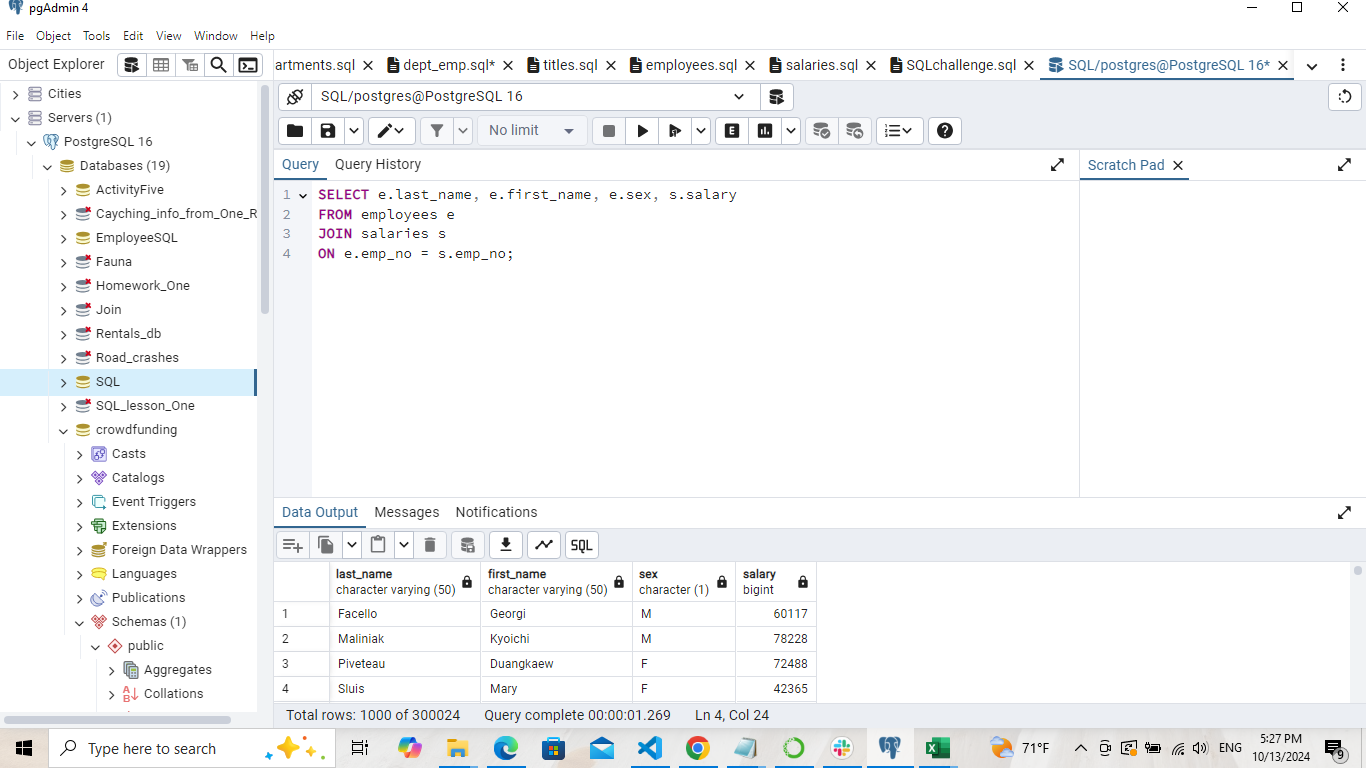 pgAdmin 4
File Object Tools Edit View Window Help
Object Explorer
artments.sql dept_emp.sql* titles.sql employees.sql salaries.sql SQLchallenge.sql SQL/postgres@PostgreSQL 16*
Cities
Servers (1)
PostgreSQL 16
Databases (19)
ActivityFive
Cayching_info_from_One_R
EmployeeSQL
Fauna
Homework_One
Join
Rentals_db
Road_crashes
SQL
SQL_lesson_One
crowdfunding
Casts
Catalogs
Event Triggers
Extensions
Foreign Data Wrappers
Languages
Publications
Schemas (1)
public
Aggregates
Collations
SQL/postgres@PostgreSQL 16
No limit
E
Query Query History
Scratch Pad
1 SELECT e.last_name, e.first_name, e.sex, s.salary
2 FROM employees e
3 JOIN salaries s
4 ON e.emp_no = s.emp_no;
Data Output Messages Notifications
SQL
last_name first_name sex salary
character varying (50) character varying (50) character (1) bigint
1 Facello Georgi M 60117
2 Maliniak Kyoichi M 78228
3 Piveteau Duangkaew F 72488
4 Sluis Mary F 42365
Total rows: 1000 of 300024 Query complete 00:00:01.269 Ln 4, Col 24
Type here to search
71°F
ENG
5:27 PM
10/13/2024
9